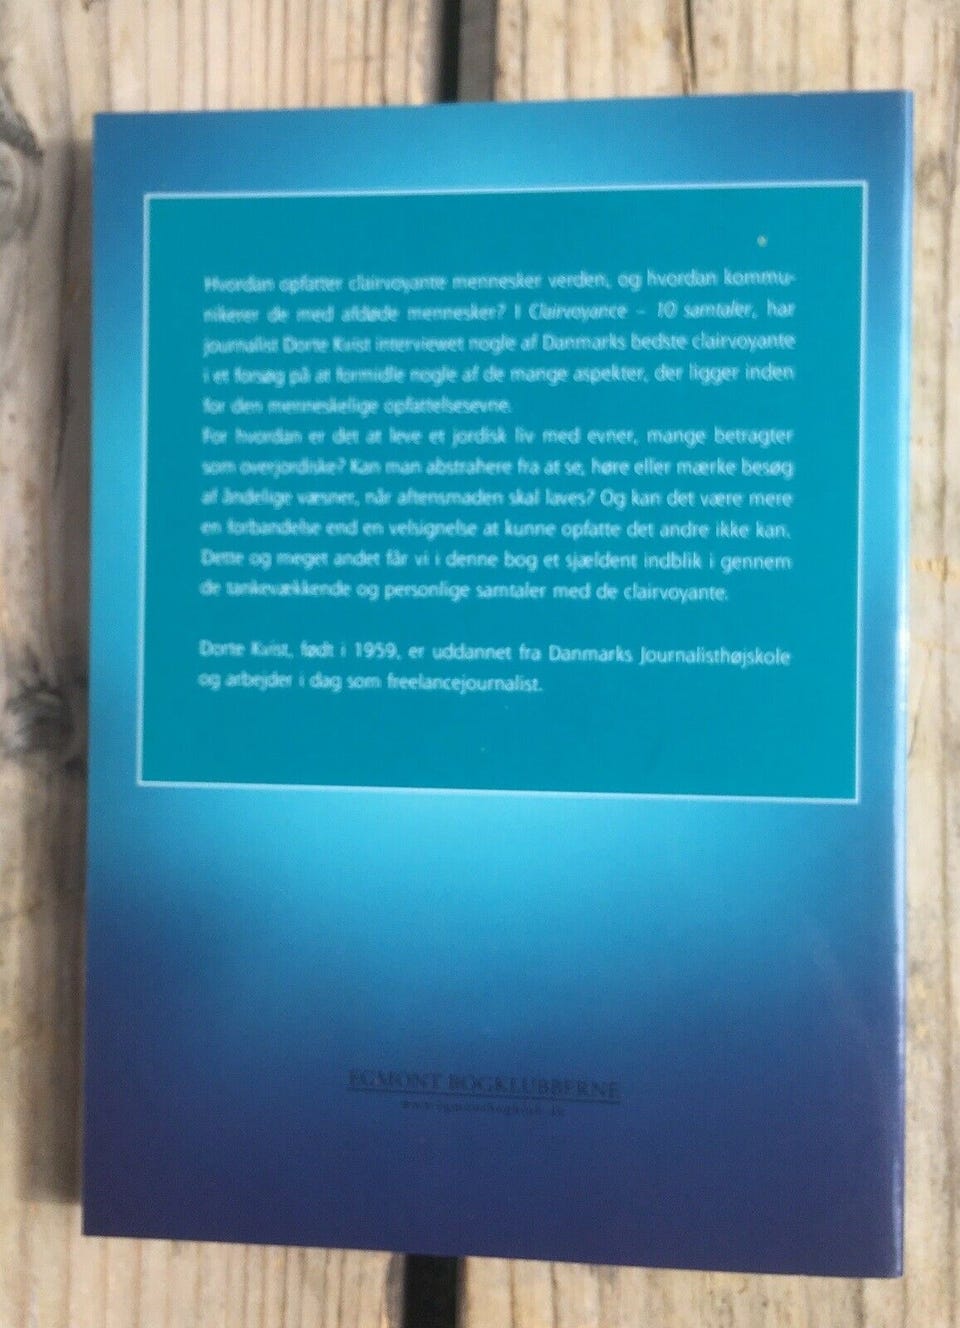 Hvordan opfatter clairvoyante mennesker verden, og hvordan kommu-
nikerer de med afdøde mennesker? I Clairvoyance – 10 samtaler, har
journalist Dorte Kvist interviewet nogle af Danmarks bedste clairvoyante
i et forsøg på at formidle nogle af de mange aspekter, der ligger inden
for den menneskelige opfattelsesevne.
For hvordan er det at leve et jordisk liv med evner, mange betragter
som overjordiske? Kan man abstrahere fra at se, høre eller mærke besøg
af åndelige væsner, når aftensmaden skal laves? Og kan det være mere
en forbandelse end en velsignelse at kunne opfatte det andre ikke kan.
Dette og meget andet får vi i denne bog et sjældent indblik i gennem
de tankevækkende og personlige samtaler med de clairvoyante.
Dorte Kvist, født i 1959, er uddannet fra Danmarks Journalisthøjskole
og arbejder i dag som freelancejournalist.
EGMONT BOGKLUBBERNE